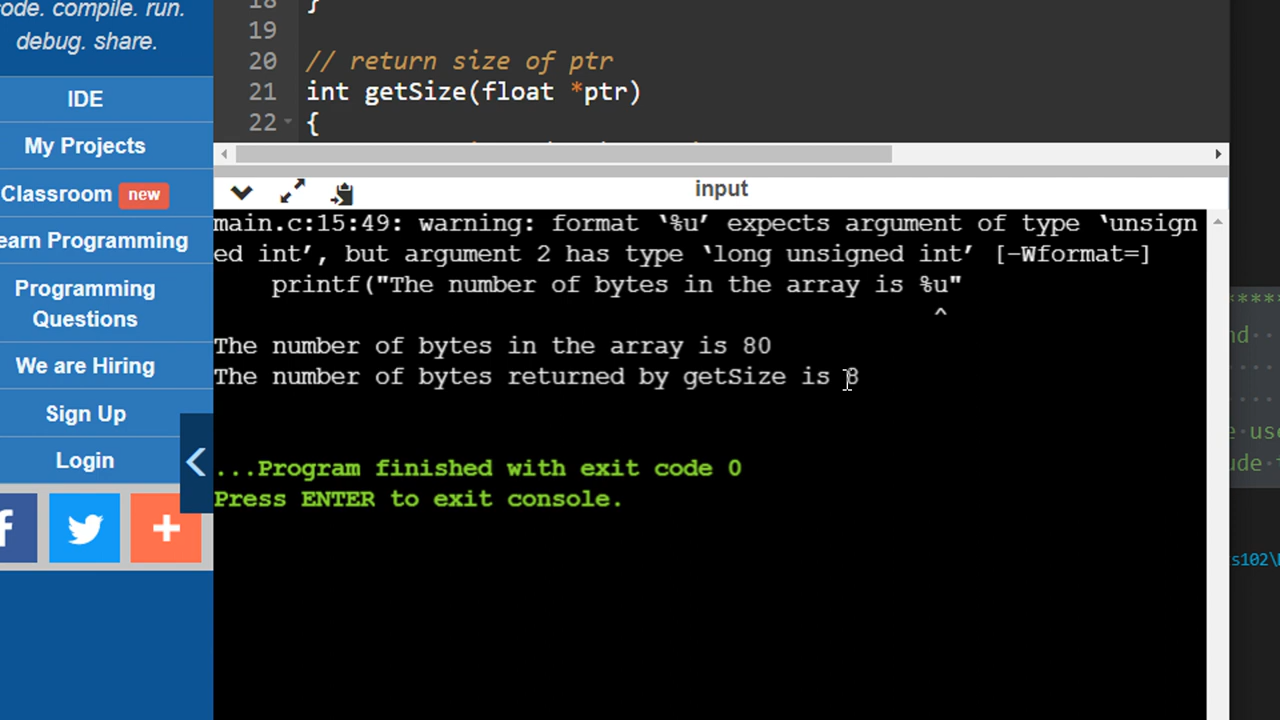 code. compile. run.
debug. share.
IDE
My Projects
Classroom new
earn Programming
Programming
Questions
We are Hiring
Sign Up
Login
18 }
19
20 // return size of ptr
21 int getSize(float *ptr)
22 {
input
main.c:15:49: warning: format ‘%u’ expects argument of type ‘unsign
ed int’, but argument 2 has type ‘long unsigned int’ [-Wformat=]
printf("The number of bytes in the array is %u"
^
The number of bytes in the array is 80
The number of bytes returned by getSize is 8
...Program finished with exit code 0
Press ENTER to exit console.
s102\